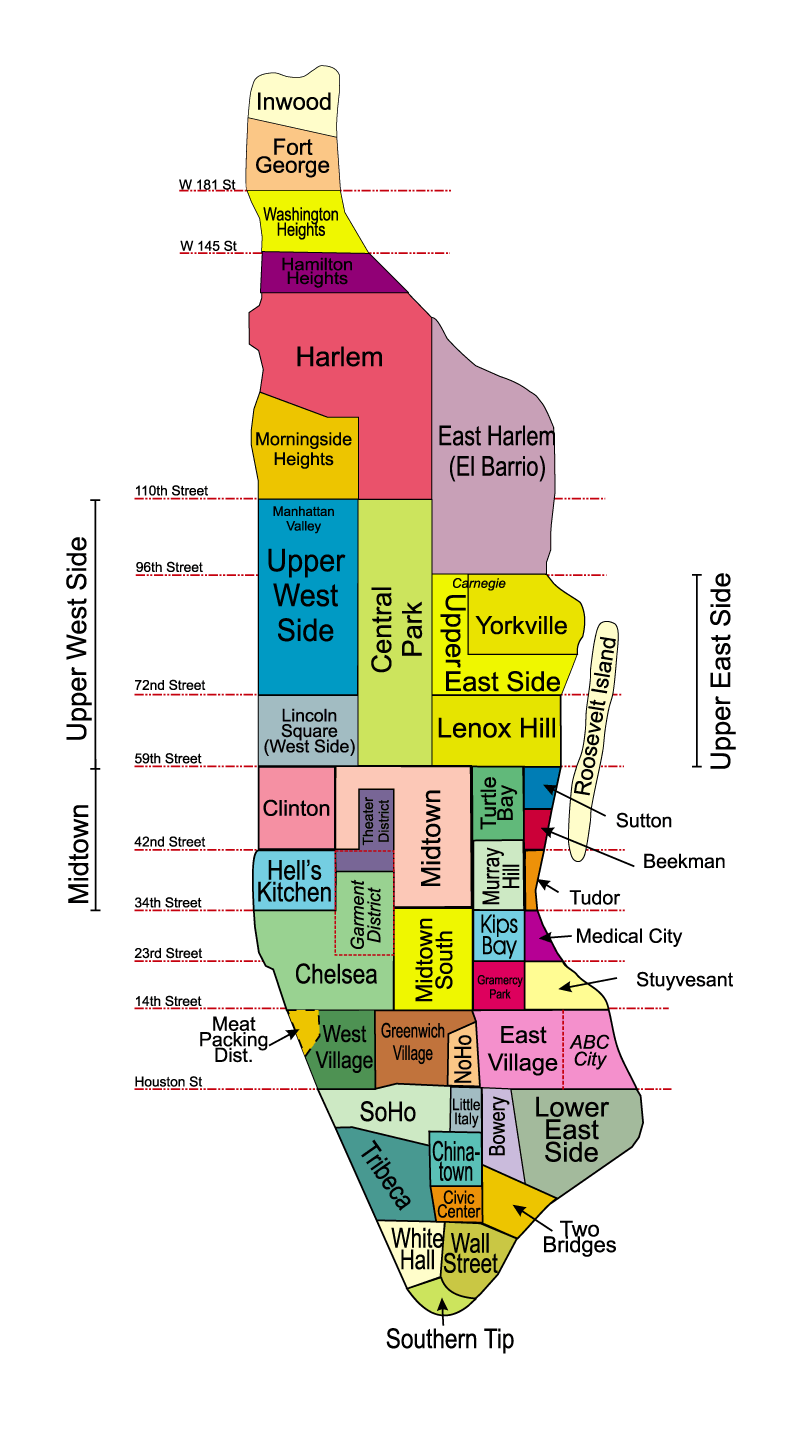 Inwood
Fort
George
W 181 St
Washington
Heights
W 145 St
Hamilton
Heights
Harlem
Morningside
Heights
East Harlem
(El Barrio)
110th Street
Manhattan
Valley
Upper
West
Side
Central
Park
96th Street
Carnegie
Yorkville
Upper
East Side
Upper West Side
Upper East Side
Roosevelt Island
72nd Street
Lincoln
Square
(West Side)
Lenox Hill
59th Street
Clinton
Theater
District
Midtown
Turtle
Bay
Sutton
Beekman
Midtown
42nd Street
Hell's
Kitchen
Garment
District
Murray
Hill
Tudor
34th Street
Chelsea
Midtown
South
Kips
Bay
Medical City
23rd Street
Gramercy
Park
Stuyvesant
14th Street
Meat
Packing
Dist.
West
Village
Greenwich
Village
NoHo
East
Village
ABC
City
Houston St
SoHo
Little
Italy
Bowery
Lower
East
Side
Tribeca
China-
town
Civic
Center
Two
Bridges
White
Hall
Wall
Street
Southern Tip